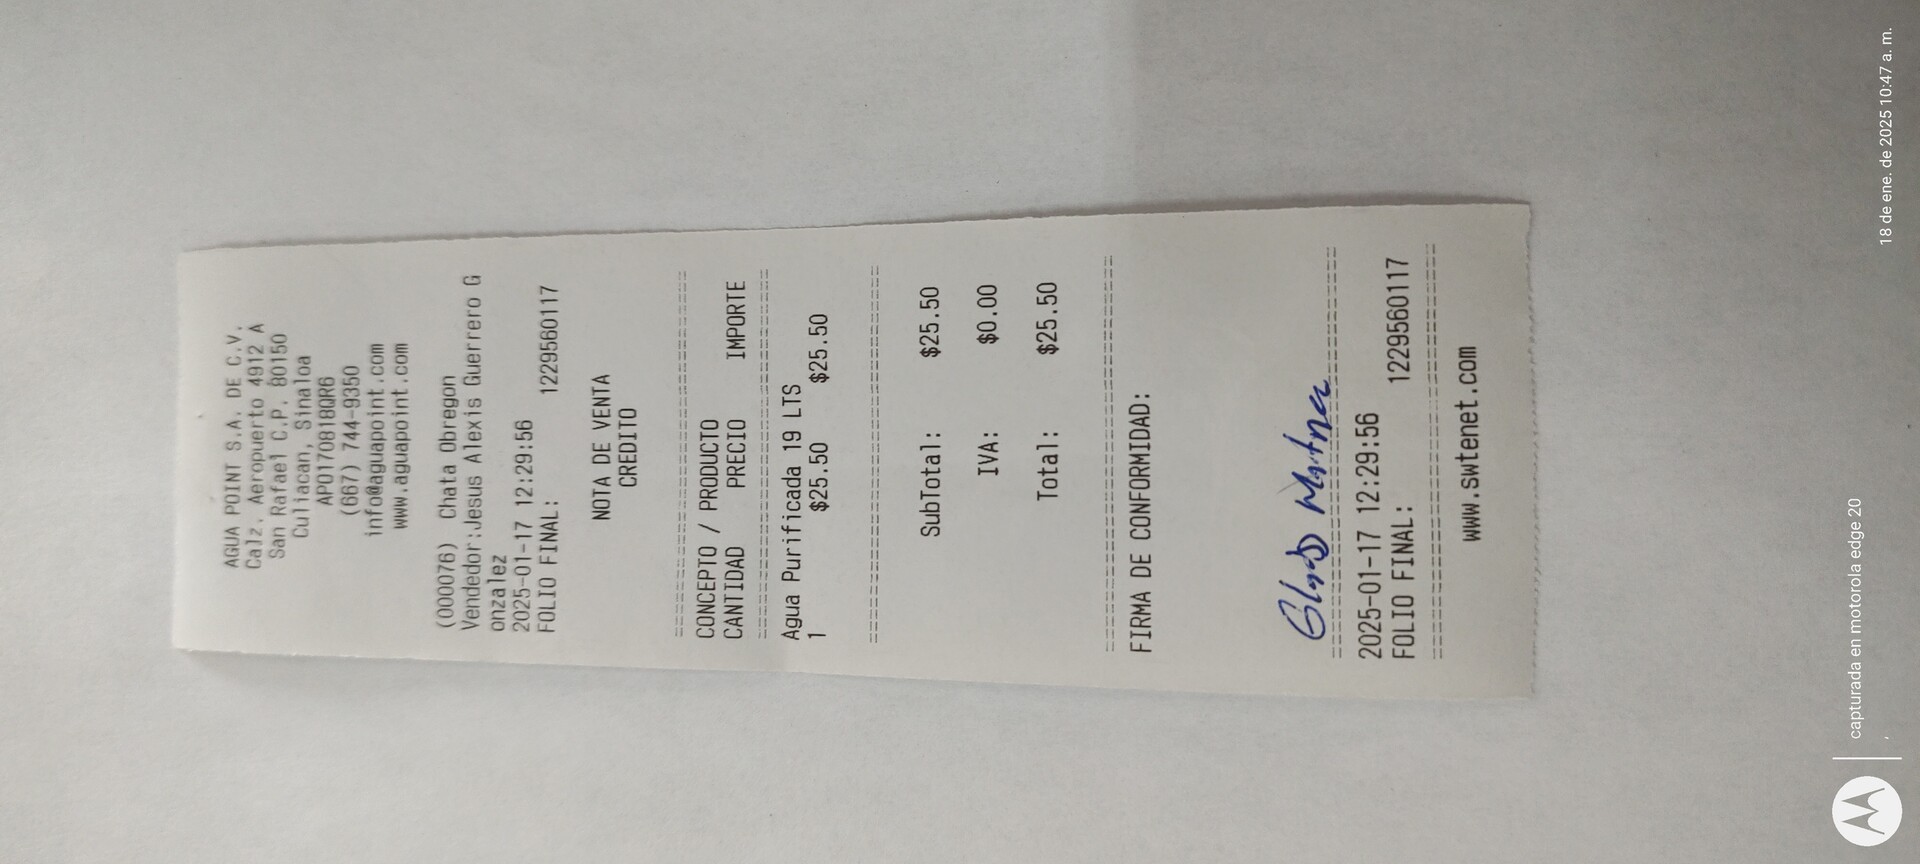 AGUA POINT S.A. DE C.V.
Calz. Aeropuerto 4912 A
San Rafael C.P. 80150
Culiacan, Sinaloa
APO170818QR6
(667) 744-9350
info@aguapoint.com
www.aguapoint.com
(000076) Chata Obregon
Vendedor:Jesus Alexis Guerrero G
onzalez
2025-01-17 12:29:56
FOLIO FINAL: 1229560117
NOTA DE VENTA
CREDITO
================================
CONCEPTO / PRODUCTO
CANTIDAD PRECIO IMPORTE
================================
Agua Purificada 19 LTS
1 $25.50 $25.50
================================
SubTotal: $25.50
IVA: $0.00
Total: $25.50
================================
FIRMA DE CONFORMIDAD:
================================
2025-01-17 12:29:56
FOLIO FINAL: 1229560117
================================
www.swtenet.com
capturada en motorola edge 20
18 de ene. de 2025 10:47 a. m.